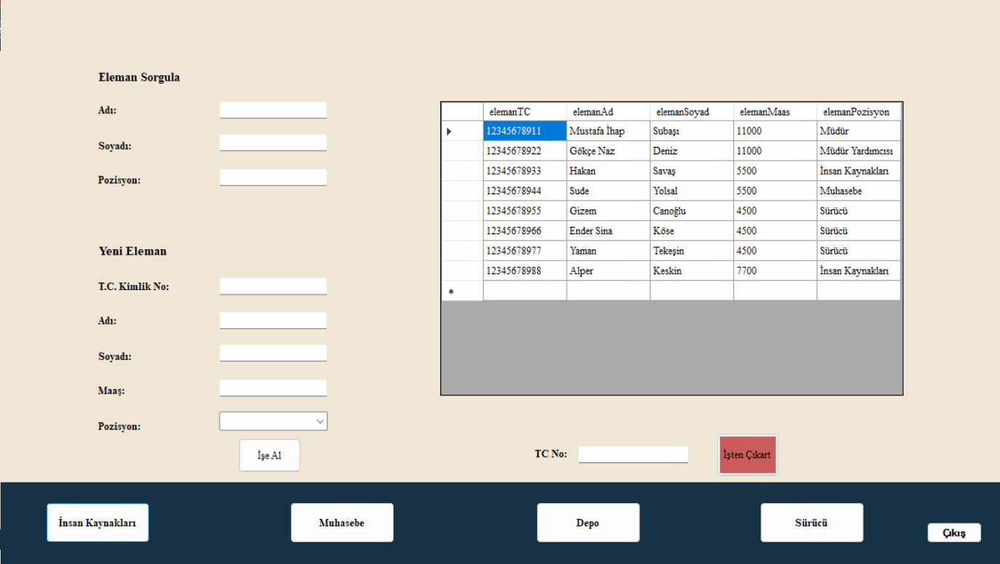 Eleman Sorgula
Adı:
Soyadı:
Pozisyon:
Yeni Eleman
T.C. Kimlik No:
Adı:
Soyadı:
Maaş:
Pozisyon:
İşe Al
elemanTC elemanAd elemanSoyad elemanMaas elemanPozisyon
12345678911 Mustafa İhap Subaşı 11000 Müdür
12345678922 Gökçe Naz Deniz 11000 Müdür Yardımcısı
12345678933 Hakan Savaş 5500 İnsan Kaynakları
12345678944 Sude Yolsal 5500 Muhasebe
12345678955 Gizem Canoğlu 4500 Sürücü
12345678966 Ender Sina Köse 4500 Sürücü
12345678977 Yaman Tekeşin 4500 Sürücü
12345678988 Alper Keskin 7700 İnsan Kaynakları
TC No:
İşten Çıkart
İnsan Kaynakları
Muhasebe
Depo
Sürücü
Çıkış